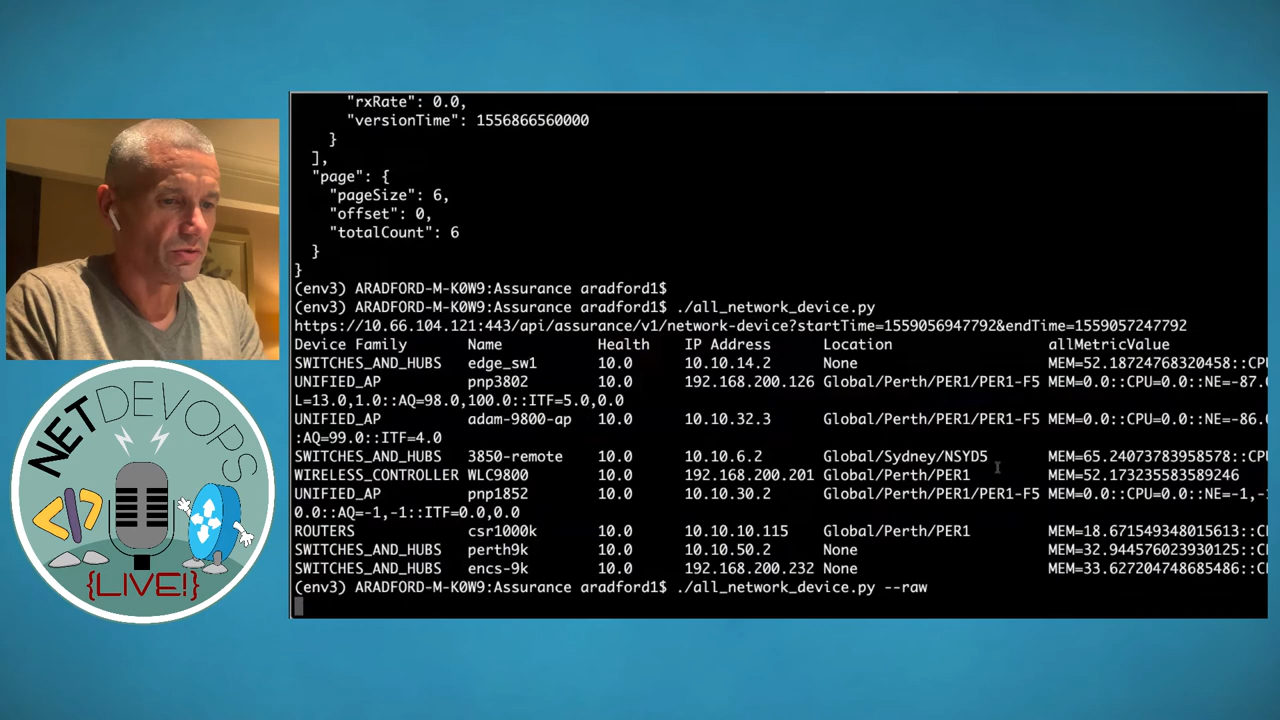 "rxRate": 0.0,
"versionTime": 1556866560000
}
],
"page": {
"pageSize": 6,
"offset": 0,
"totalCount": 6
}
}
(env3) ARADFORD-M-K0W9:Assurance aradford1$
(env3) ARADFORD-M-K0W9:Assurance aradford1$ ./all_network_device.py
https://10.66.104.121:443/api/assurance/v1/network-device?startTime=1559056947792&endTime=1559057247792
Device Family Name Health IP Address Location allMetricValue
SWITCHES_AND_HUBS edge_sw1 10.0 10.10.14.2 None MEM=52.18724768320458::CPU
UNIFIED_AP pnp3802 10.0 192.168.200.126 Global/Perth/PER1/PER1-F5 MEM=0.0::CPU=0.0::NE=-87.0
L=13.0,1.0::AQ=98.0,100.0::ITF=5.0,0.0
UNIFIED_AP adam-9800-ap 10.0 10.10.32.3 Global/Perth/PER1/PER1-F5 MEM=0.0::CPU=0.0::NE=-86.0
:AQ=99.0::ITF=4.0
SWITCHES_AND_HUBS 3850-remote 10.0 10.10.6.2 Global/Sydney/NSYD5 MEM=65.24073783958578::CPU
WIRELESS_CONTROLLER WLC9800 10.0 192.168.200.201 Global/Perth/PER1 MEM=52.173235583589246
UNIFIED_AP pnp1852 10.0 10.10.30.2 Global/Perth/PER1/PER1-F5 MEM=0.0::CPU=0.0::NE=-1,-1
0.0::AQ=-1,-1::ITF=0.0,0.0
ROUTERS csr1000k 10.0 10.10.10.115 Global/Perth/PER1 MEM=18.671549348015613::CP
SWITCHES_AND_HUBS perth9k 10.0 10.10.50.2 None MEM=32.944576023930125::CP
SWITCHES_AND_HUBS encs-9k 10.0 192.168.200.232 None MEM=33.627204748685486::CP
(env3) ARADFORD-M-K0W9:Assurance aradford1$ ./all_network_device.py --raw
NETDEVOPS
{LIVE!}